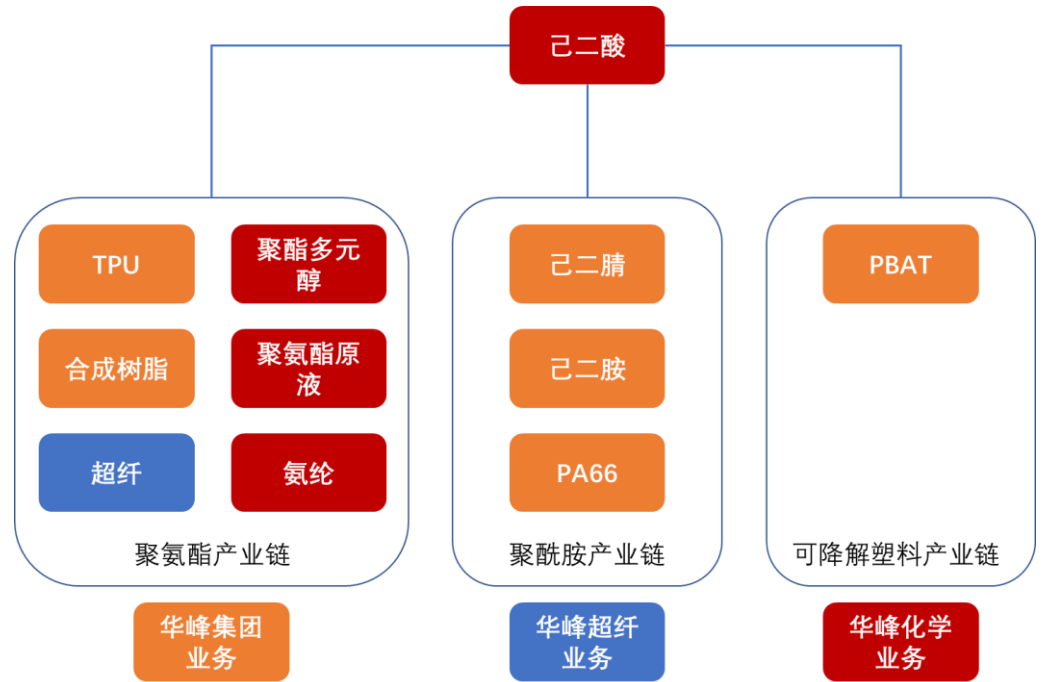 己二酸
TPU
聚酯多元
醇
合成树脂
聚氨酯原
液
超纤
氨纶
聚氨酯产业链
己二腈
己二胺
PA66
聚酰胺产业链
PBAT
可降解塑料产业链
华峰集团
业务
华峰超纤
业务
华峰化学
业务